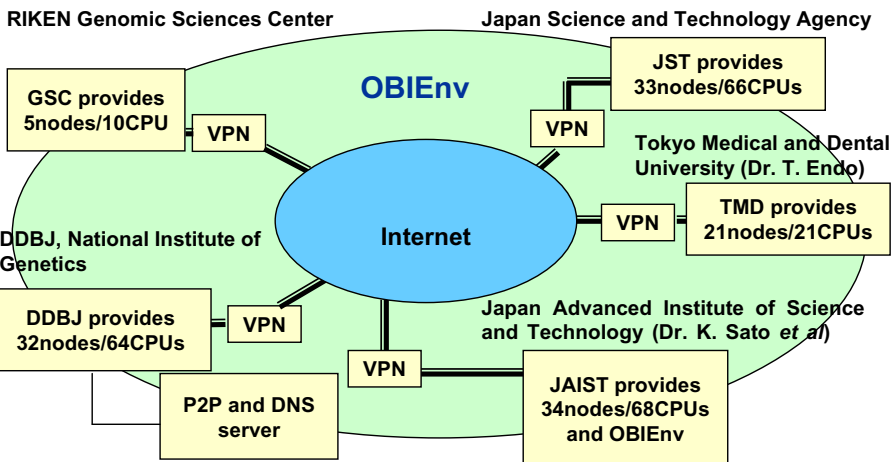 RIKEN Genomic Sciences Center
Japan Science and Technology Agency
OBIEnv
GSC provides
5nodes/10CPU
VPN
JST provides
33nodes/66CPUs
VPN
Tokyo Medical and Dental
University (Dr. T. Endo)
TMD provides
21nodes/21CPUs
VPN
Internet
DDBJ, National Institute of
Genetics
DDBJ provides
32nodes/64CPUs
VPN
P2P and DNS
server
Japan Advanced Institute of Science
and Technology (Dr. K. Sato et al)
VPN
JAIST provides
34nodes/68CPUs
and OBIEnv